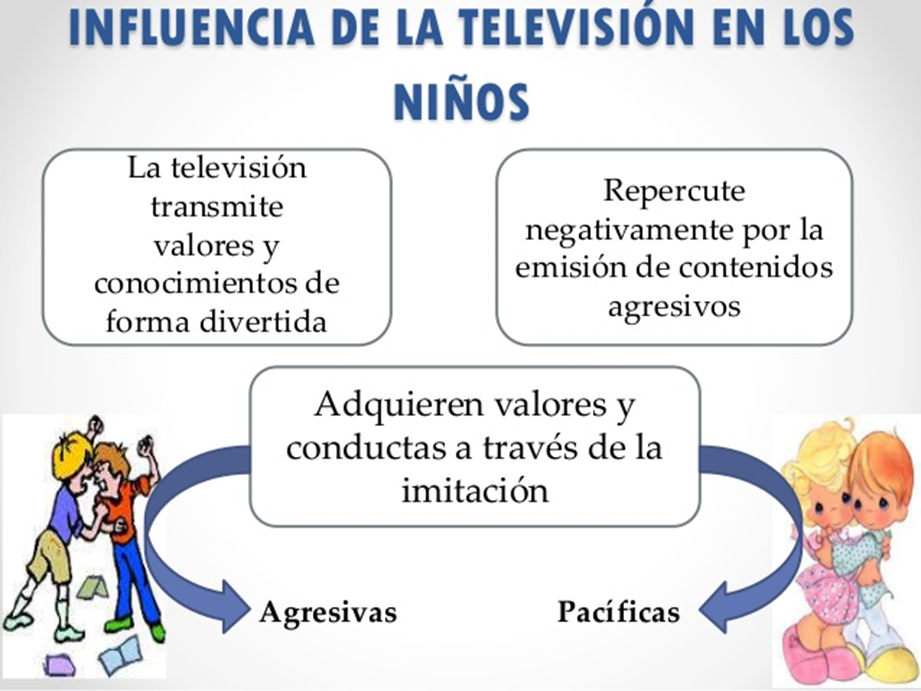 INFLUENCIA DE LA TELEVISIÓN EN LOS
NIÑOS
La televisión
transmite
valores y
conocimientos de
forma divertida
Repercute
negativamente por la
emisión de contenidos
agresivos
Adquieren valores y
conductas a través de la
imitación
Agresivas
Pacíficas